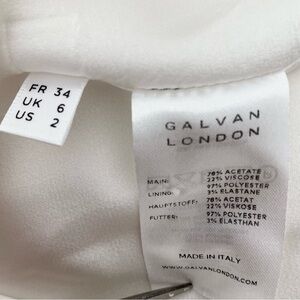 FR 34
UK 6
US 2
GALVAN
LONDON
MAIN: 78% ACETATE
22% VISCOSE
LINING: 97% POLYESTER
3% ELASTANE
HAUPTSTOFF: 78% ACETAT
22% VISKOSE
FUTTER: 97% POLYESTER
3% ELASTHAN
MADE IN ITALY
WWW.GALVANLONDON.COM